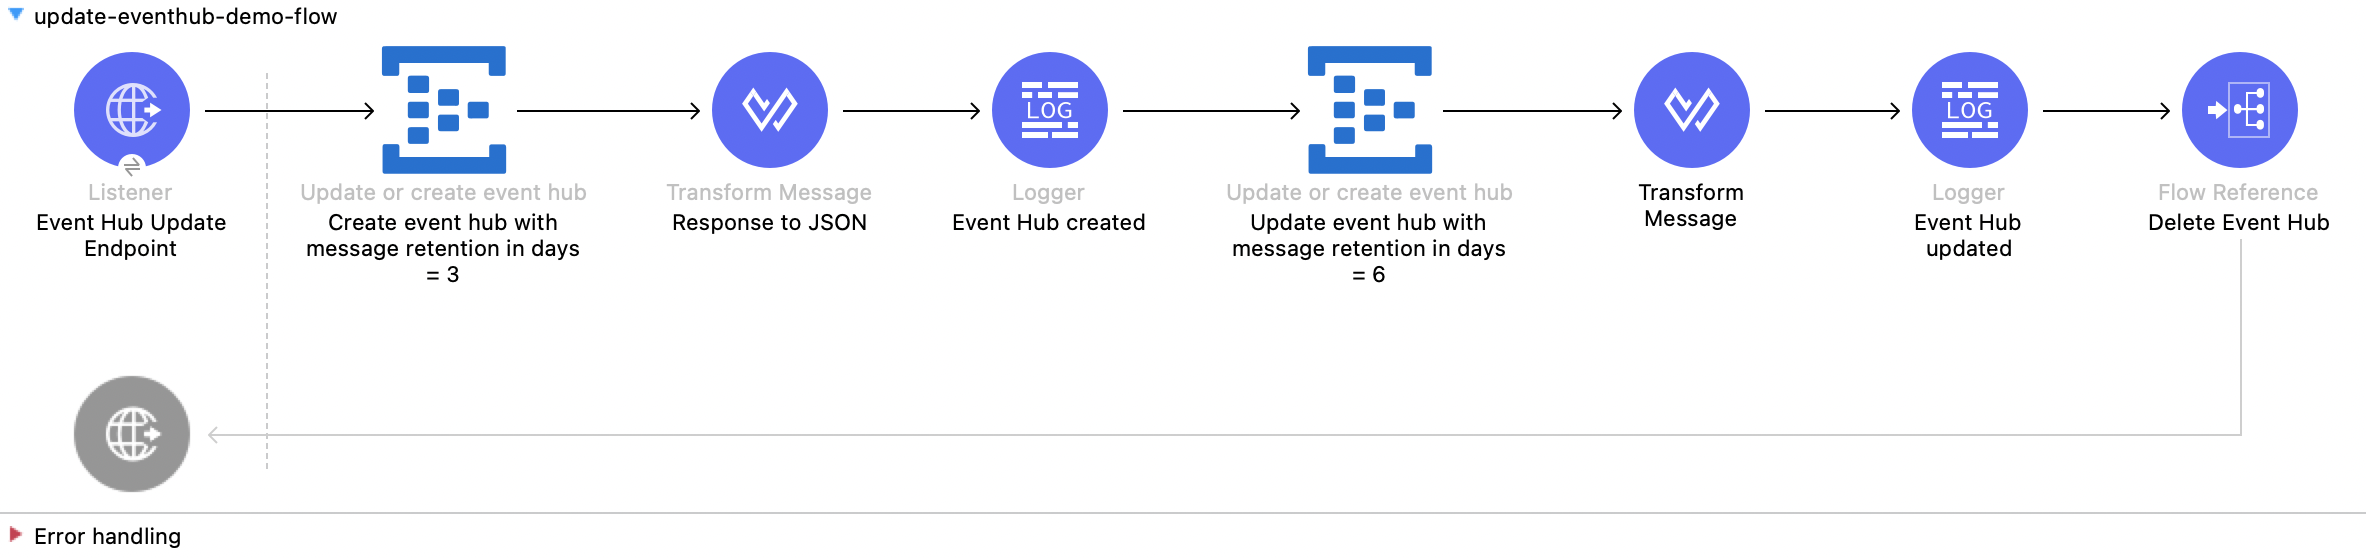 update-eventhub-demo-flow
Listener
Event Hub Update
Endpoint
Update or create event hub
Create event hub with
message retention in days
= 3
Transform Message
Response to JSON
LOG
Logger
Event Hub created
Update or create event hub
Update event hub with
message retention in days
= 6
Transform
Message
LOG
Logger
Event Hub
updated
Flow Reference
Delete Event Hub
Error handling